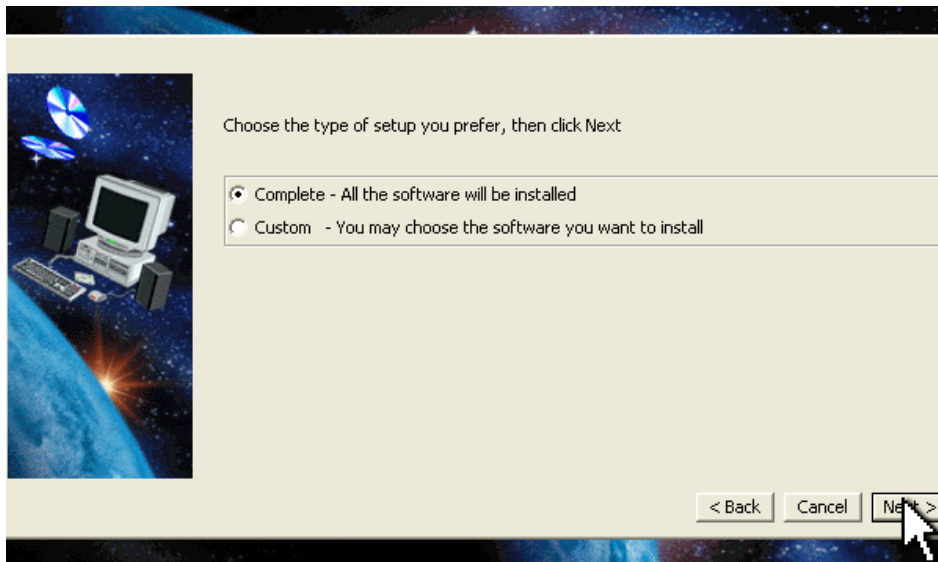 Choose the type of setup you prefer, then click Next
Complete - All the software will be installed
Custom - You may choose the software you want to install
< Back Cancel Next >